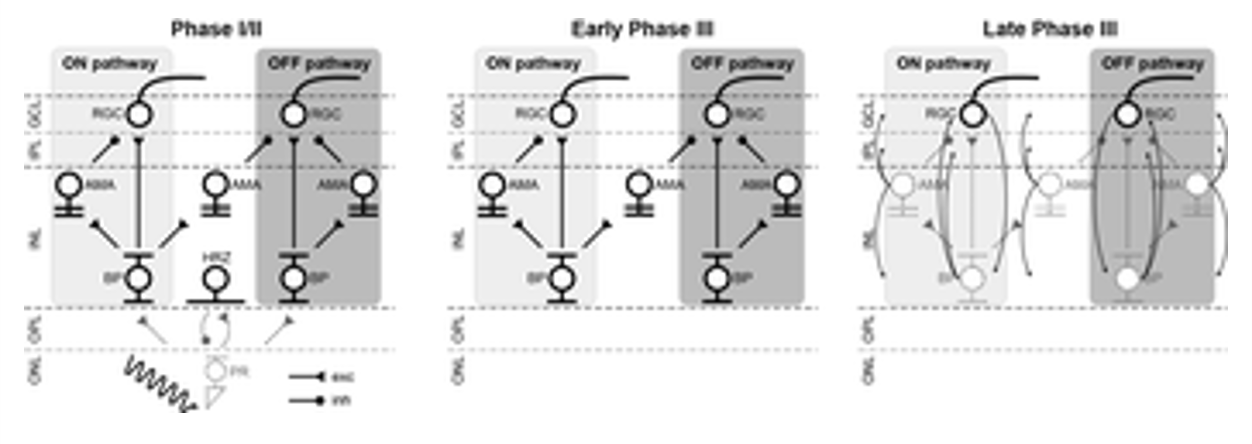 Phase I/II
ON pathway
OFF pathway
GCL
RGC
RGC
IPL
AMA
AMA
AMA
INL
HRZ
BP
BP
OPL
ONL
PR
exc
inh
Early Phase III
ON pathway
OFF pathway
GCL
RGC
RGC
IPL
AMA
AMA
AMA
INL
BP
BP
OPL
ONL
Late Phase III
ON pathway
OFF pathway
GCL
RGC
RGC
IPL
AMA
AMA
AMA
INL
BP
BP
OPL
ONL